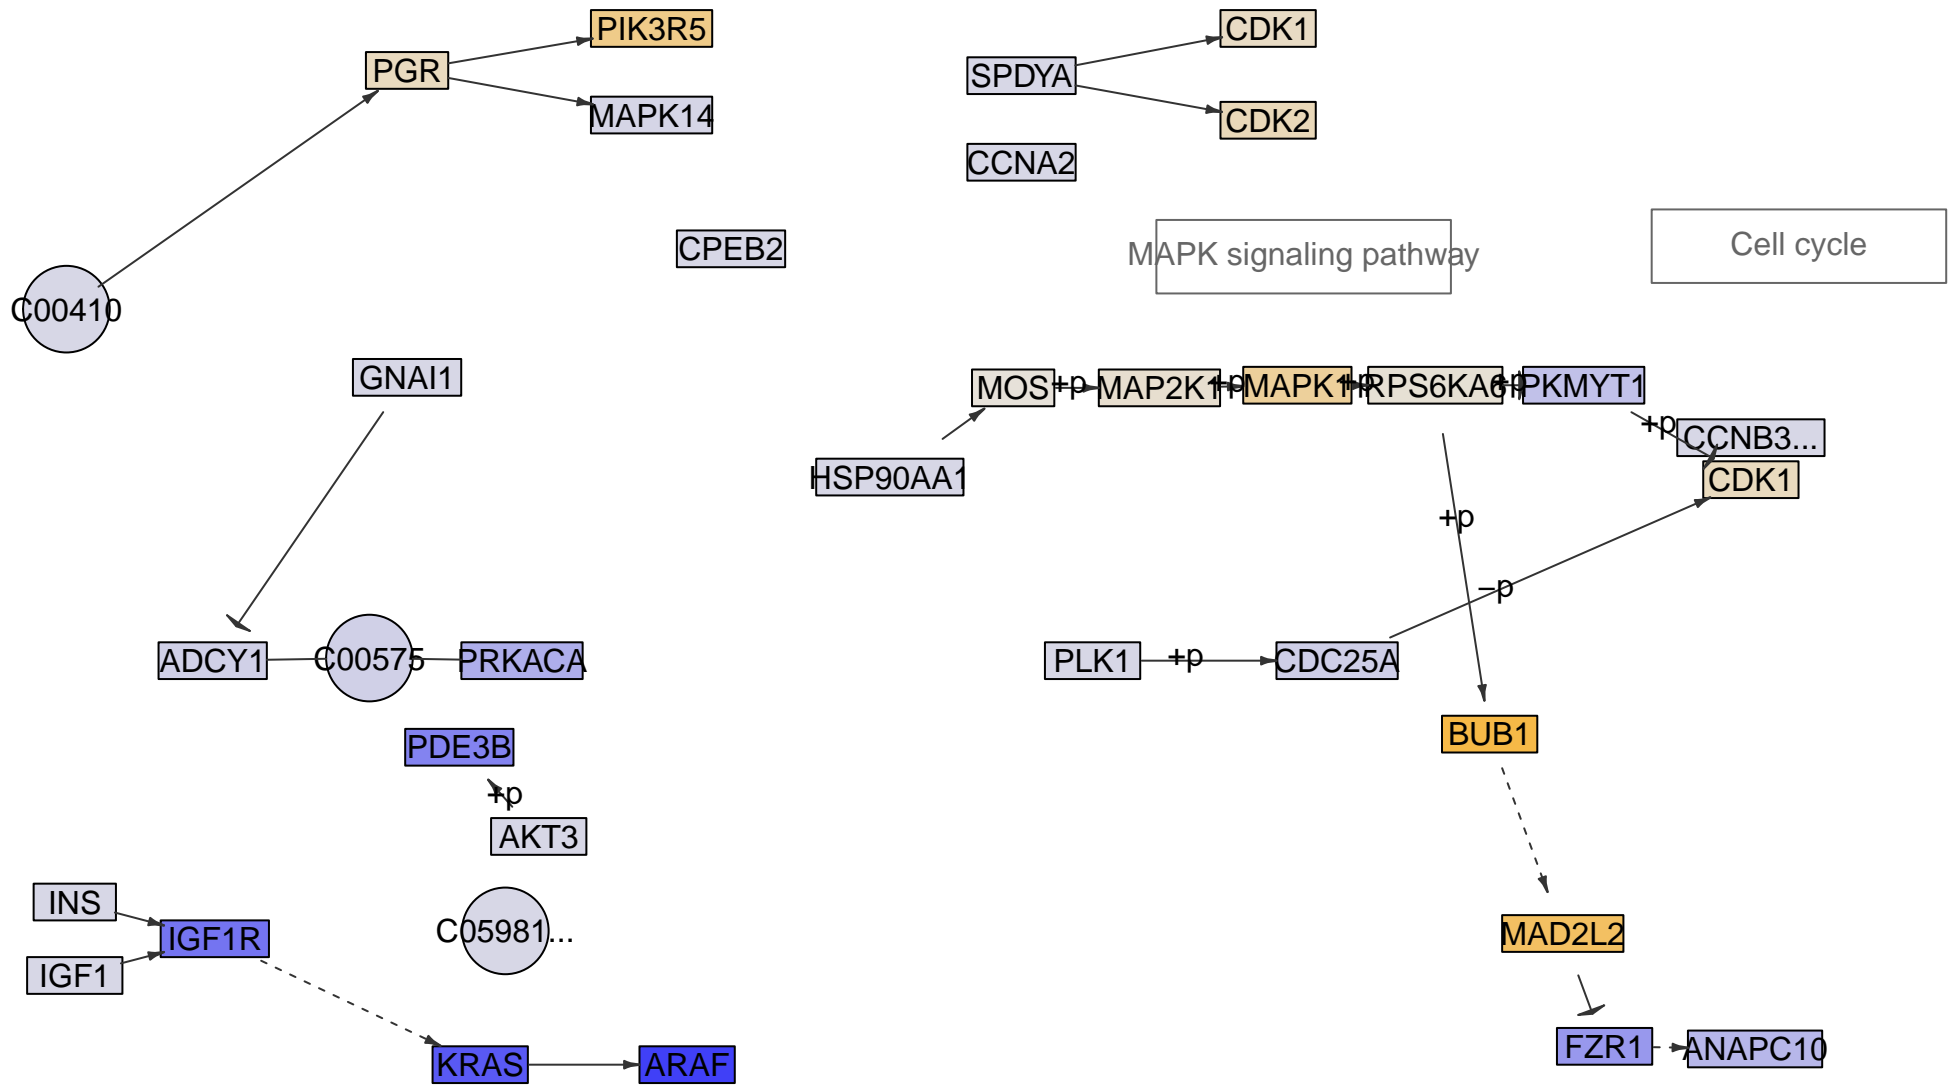 PIK3R5
PGR
MAPK14
CDK1
SPDYA
CDK2
CCNA2
CPEB2
MAPK signaling pathway
Cell cycle
C00410
GNAI1
MOS
+p
MAP2K1
+p
MAPK1
+p
RPS6KA6
+p
PKMYT1
+p
CCNB3...
CDK1
HSP90AA1
+p
−p
ADCY1
C00575
PRKACA
PLK1
+p
CDC25A
PDE3B
BUB1
+p
AKT3
INS
IGF1R
C05981...
MAD2L2
IGF1
KRAS
ARAF
FZR1
ANAPC10